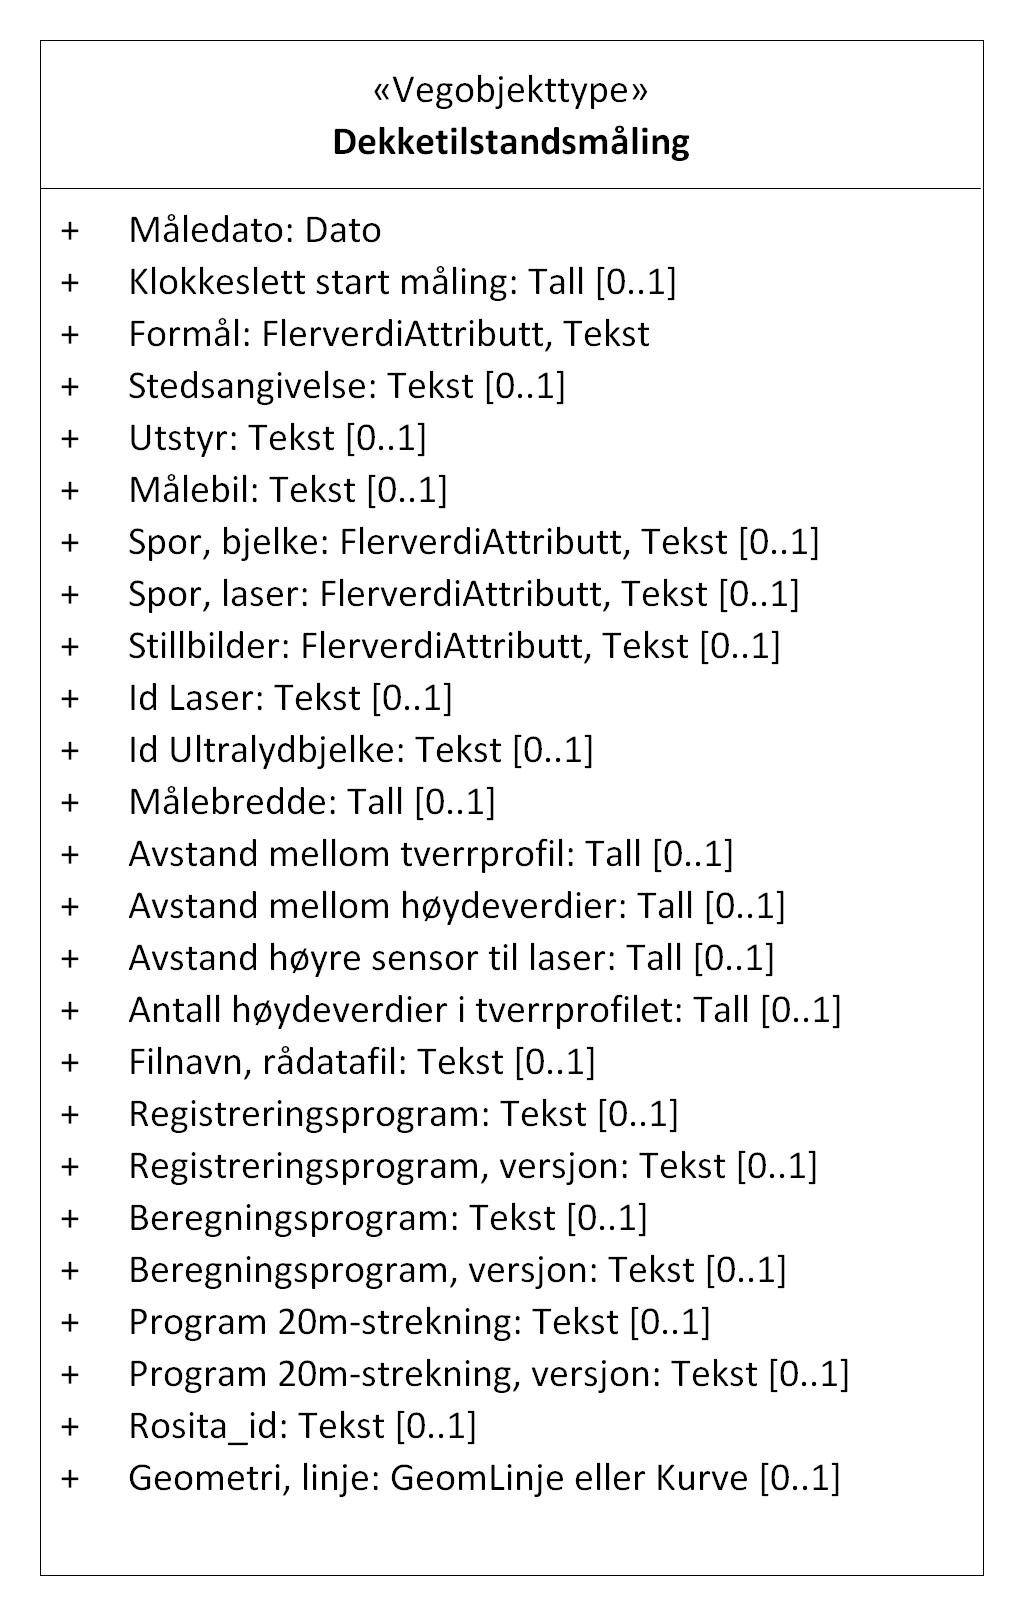 «Vegobjekttype»
Dekketilstandsmåling
+ Måledato: Dato
+ Klokkeslett start måling: Tall [0..1]
+ Formål: FlerverdiAttributt, Tekst
+ Stedsangivelse: Tekst [0..1]
+ Utstyr: Tekst [0..1]
+ Målebil: Tekst [0..1]
+ Spor, bjelke: FlerverdiAttributt, Tekst [0..1]
+ Spor, laser: FlerverdiAttributt, Tekst [0..1]
+ Stillbilder: FlerverdiAttributt, Tekst [0..1]
+ Id Laser: Tekst [0..1]
+ Id Ultralydbjelke: Tekst [0..1]
+ Målebredde: Tall [0..1]
+ Avstand mellom tverrprofil: Tall [0..1]
+ Avstand mellom høydeverdier: Tall [0..1]
+ Avstand høyre sensor til laser: Tall [0..1]
+ Antall høydeverdier i tverrprofilet: Tall [0..1]
+ Filnavn, rådatafil: Tekst [0..1]
+ Registreringsprogram: Tekst [0..1]
+ Registreringsprogram, versjon: Tekst [0..1]
+ Beregningsprogram: Tekst [0..1]
+ Beregningsprogram, versjon: Tekst [0..1]
+ Program 20m-strekning: Tekst [0..1]
+ Program 20m-strekning, versjon: Tekst [0..1]
+ Rosita_id: Tekst [0..1]
+ Geometri, linje: GeomLinje eller Kurve [0..1]